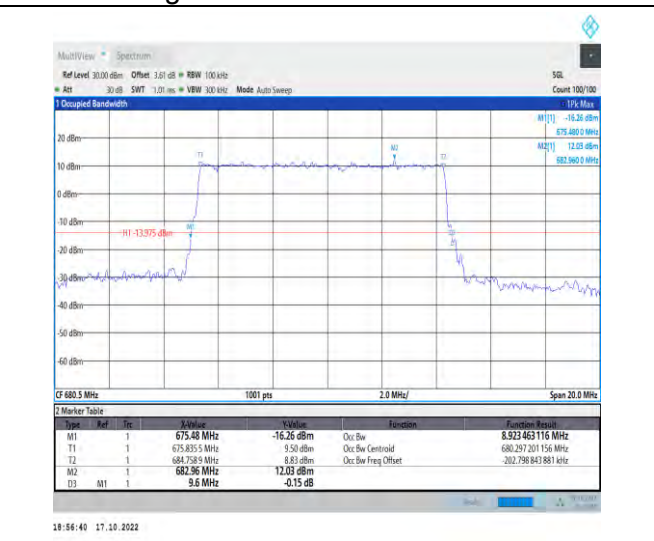 MultiView Spectrum
Ref Level 30.00 dBm Offset 3.61 dB RBW 100 kHz SGL
Att 30 dB SWT 1.01 ms VBW 300 kHz Mode Auto Sweep Count 100/100
1 Occupied Bandwidth 1Pk Max
M1[1] -16.26 dBm
675.480 0 MHz
M2[1] 12.03 dBm
682.960 0 MHz
20 dBm
10 dBm
0 dBm
-10 dBm
-20 dBm
-30 dBm
-40 dBm
-50 dBm
-60 dBm
T1
M2
T2
M1
H1 -13.975 dBm
CF 680.5 MHz 1001 pts 2.0 MHz/ Span 20.0 MHz
2 Marker Table
Type Ref Trc X-Value Y-Value Function Function Result
M1 1 675.48 MHz -16.26 dBm Occ Bw 8.923 463 116 MHz
T1 1 675.835 5 MHz 9.50 dBm Occ Bw Centroid 680.297 201 156 MHz
T2 1 684.758 9 MHz 8.83 dBm Occ Bw Freq Offset -202.798 843 881 kHz
M2 1 682.96 MHz 12.03 dBm
D3 M1 1 9.6 MHz -0.15 dB
18:56:40 17.10.2022